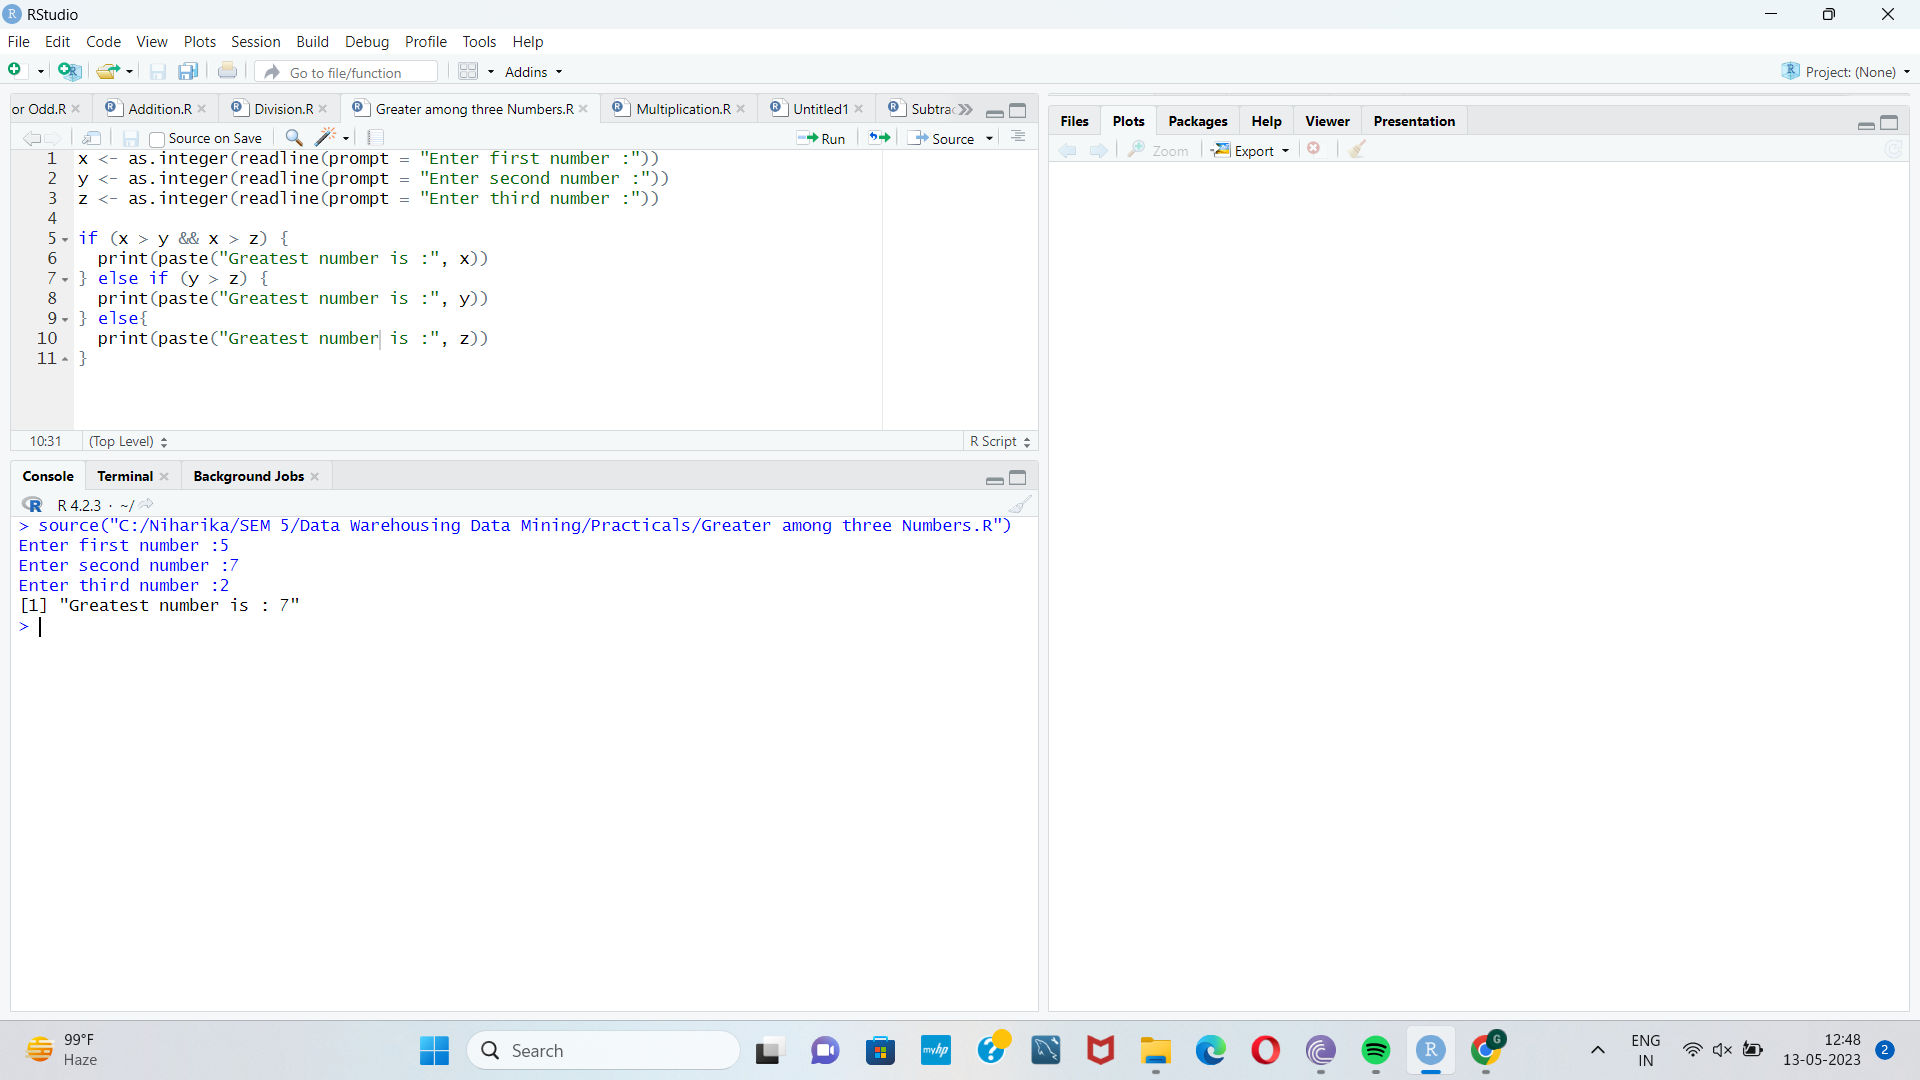 RStudio
File Edit Code View Plots Session Build Debug Profile Tools Help
Go to file/function Addins Project: (None)
or Odd.R Addition.R Division.R Greater among three Numbers.R Multiplication.R Untitled1 Subtrac
Source on Save Run Source
1 x <- as.integer(readline(prompt = "Enter first number :"))
2 y <- as.integer(readline(prompt = "Enter second number :"))
3 z <- as.integer(readline(prompt = "Enter third number :"))
4
5 if (x > y && x > z) {
6 print(paste("Greatest number is :", x))
7 } else if (y > z) {
8 print(paste("Greatest number is :", y))
9 } else{
10 print(paste("Greatest number is :", z))
11 }
10:31 (Top Level) R Script
Console Terminal Background Jobs
R 4.2.3 · ~/
> source("C:/Niharika/SEM 5/Data Warehousing Data Mining/Practicals/Greater among three Numbers.R")
Enter first number :5
Enter second number :7
Enter third number :2
[1] "Greatest number is : 7"
>
Files Plots Packages Help Viewer Presentation
Zoom Export
99°F
Haze
Search
myhp
R
G
ENG
IN
12:48
13-05-2023
2